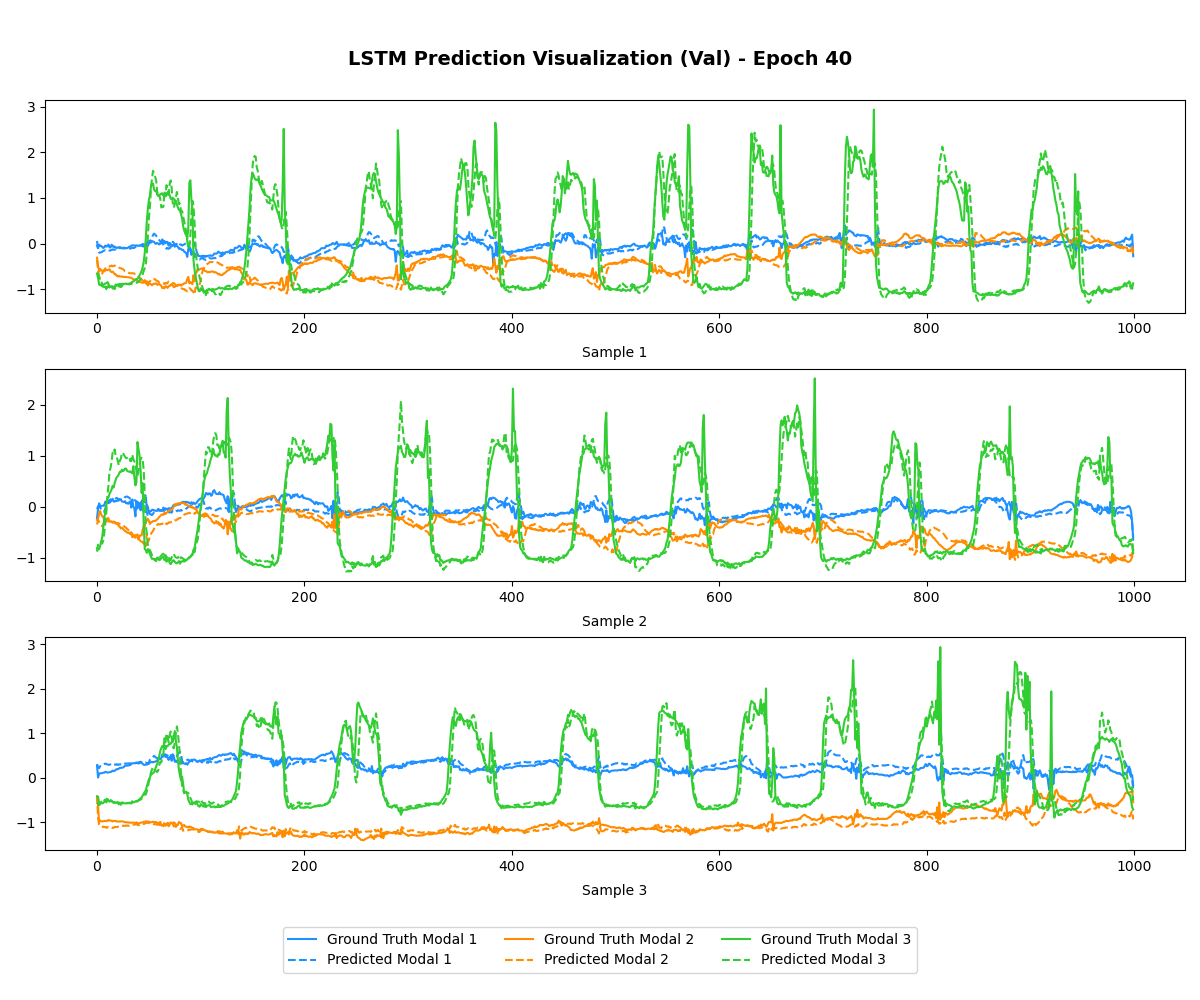 LSTM Prediction Visualization (Val) - Epoch 40
3
2
1
0
−1
0 200 400 600 800 1000
Sample 1
2
1
0
−1
0 200 400 600 800 1000
Sample 2
3
2
1
0
−1
0 200 400 600 800 1000
Sample 3
Ground Truth Modal 1 Ground Truth Modal 2 Ground Truth Modal 3
Predicted Modal 1 Predicted Modal 2 Predicted Modal 3